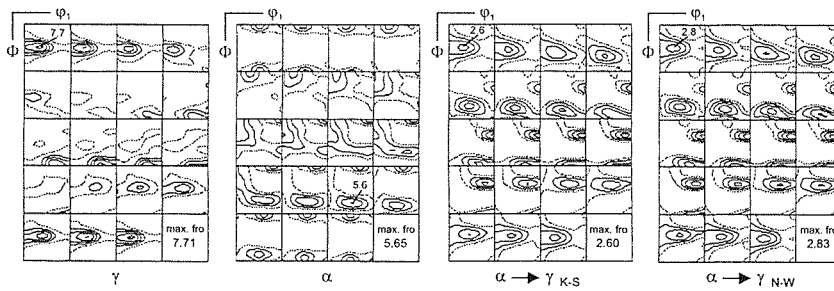 φ₁
φ₁
φ₁
φ₁
Φ
Φ
Φ
Φ
7.7
2.6
2.8
5.6
max. fro
7.71
max. fro
5.65
max. fro
2.60
max. fro
2.83
γ
α
α → γ K-S
α → γ N-W